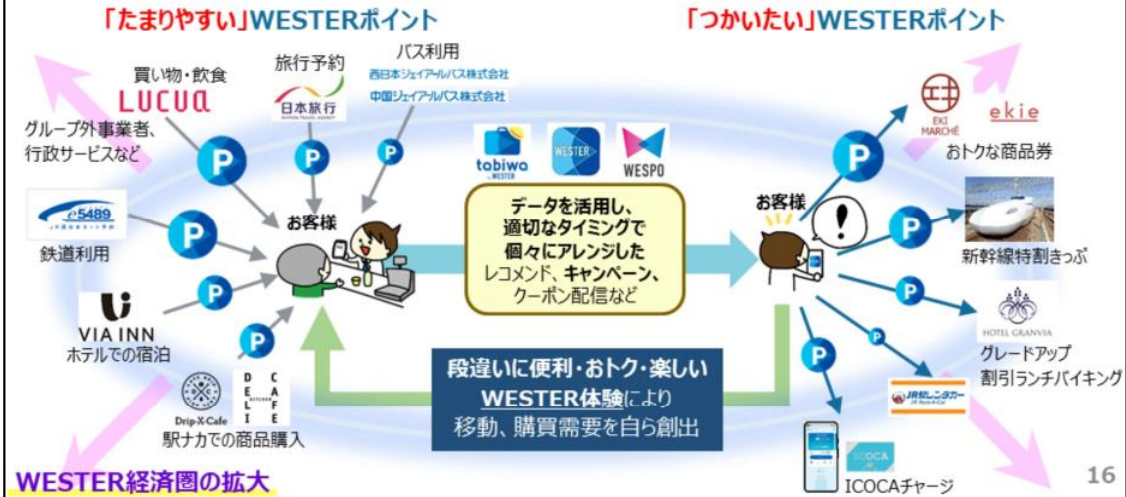 「たまりやすい」WESTERポイント
「つかいたい」WESTERポイント
買い物・飲食
LUCUA
旅行予約
日本旅行
NIPPON TRAVEL AGENCY
バス利用
西日本ジェイアールバス株式会社
中国ジェイアールバス株式会社
グループ外事業者、
行政サービスなど
e5489
鉄道利用
VIA INN
ホテルでの宿泊
Drip-X-Cafe
DELI
KITCHEN
CAFE
駅ナカでの商品購入
P
P
P
P
P
P
お客様
tabiwa
by WESTER
WESTER
WESPO
データを活用し、
適切なタイミングで
個々にアレンジした
レコメンド、キャンペーン、
クーポン配信など
段違いに便利・おトク・楽しい
WESTER体験により
移動、購買需要を自ら創出
お客様
!
P
P
P
P
P
EKI
MARCHÉ
ekie
おトクな商品券
新幹線特割きっぷ
HOTEL GRANVIA
グレードアップ
割引ランチバイキング
JR駅レンタカー
JR Rent-A-Car
ICOCA
ICOCAチャージ
WESTER経済圏の拡大
16